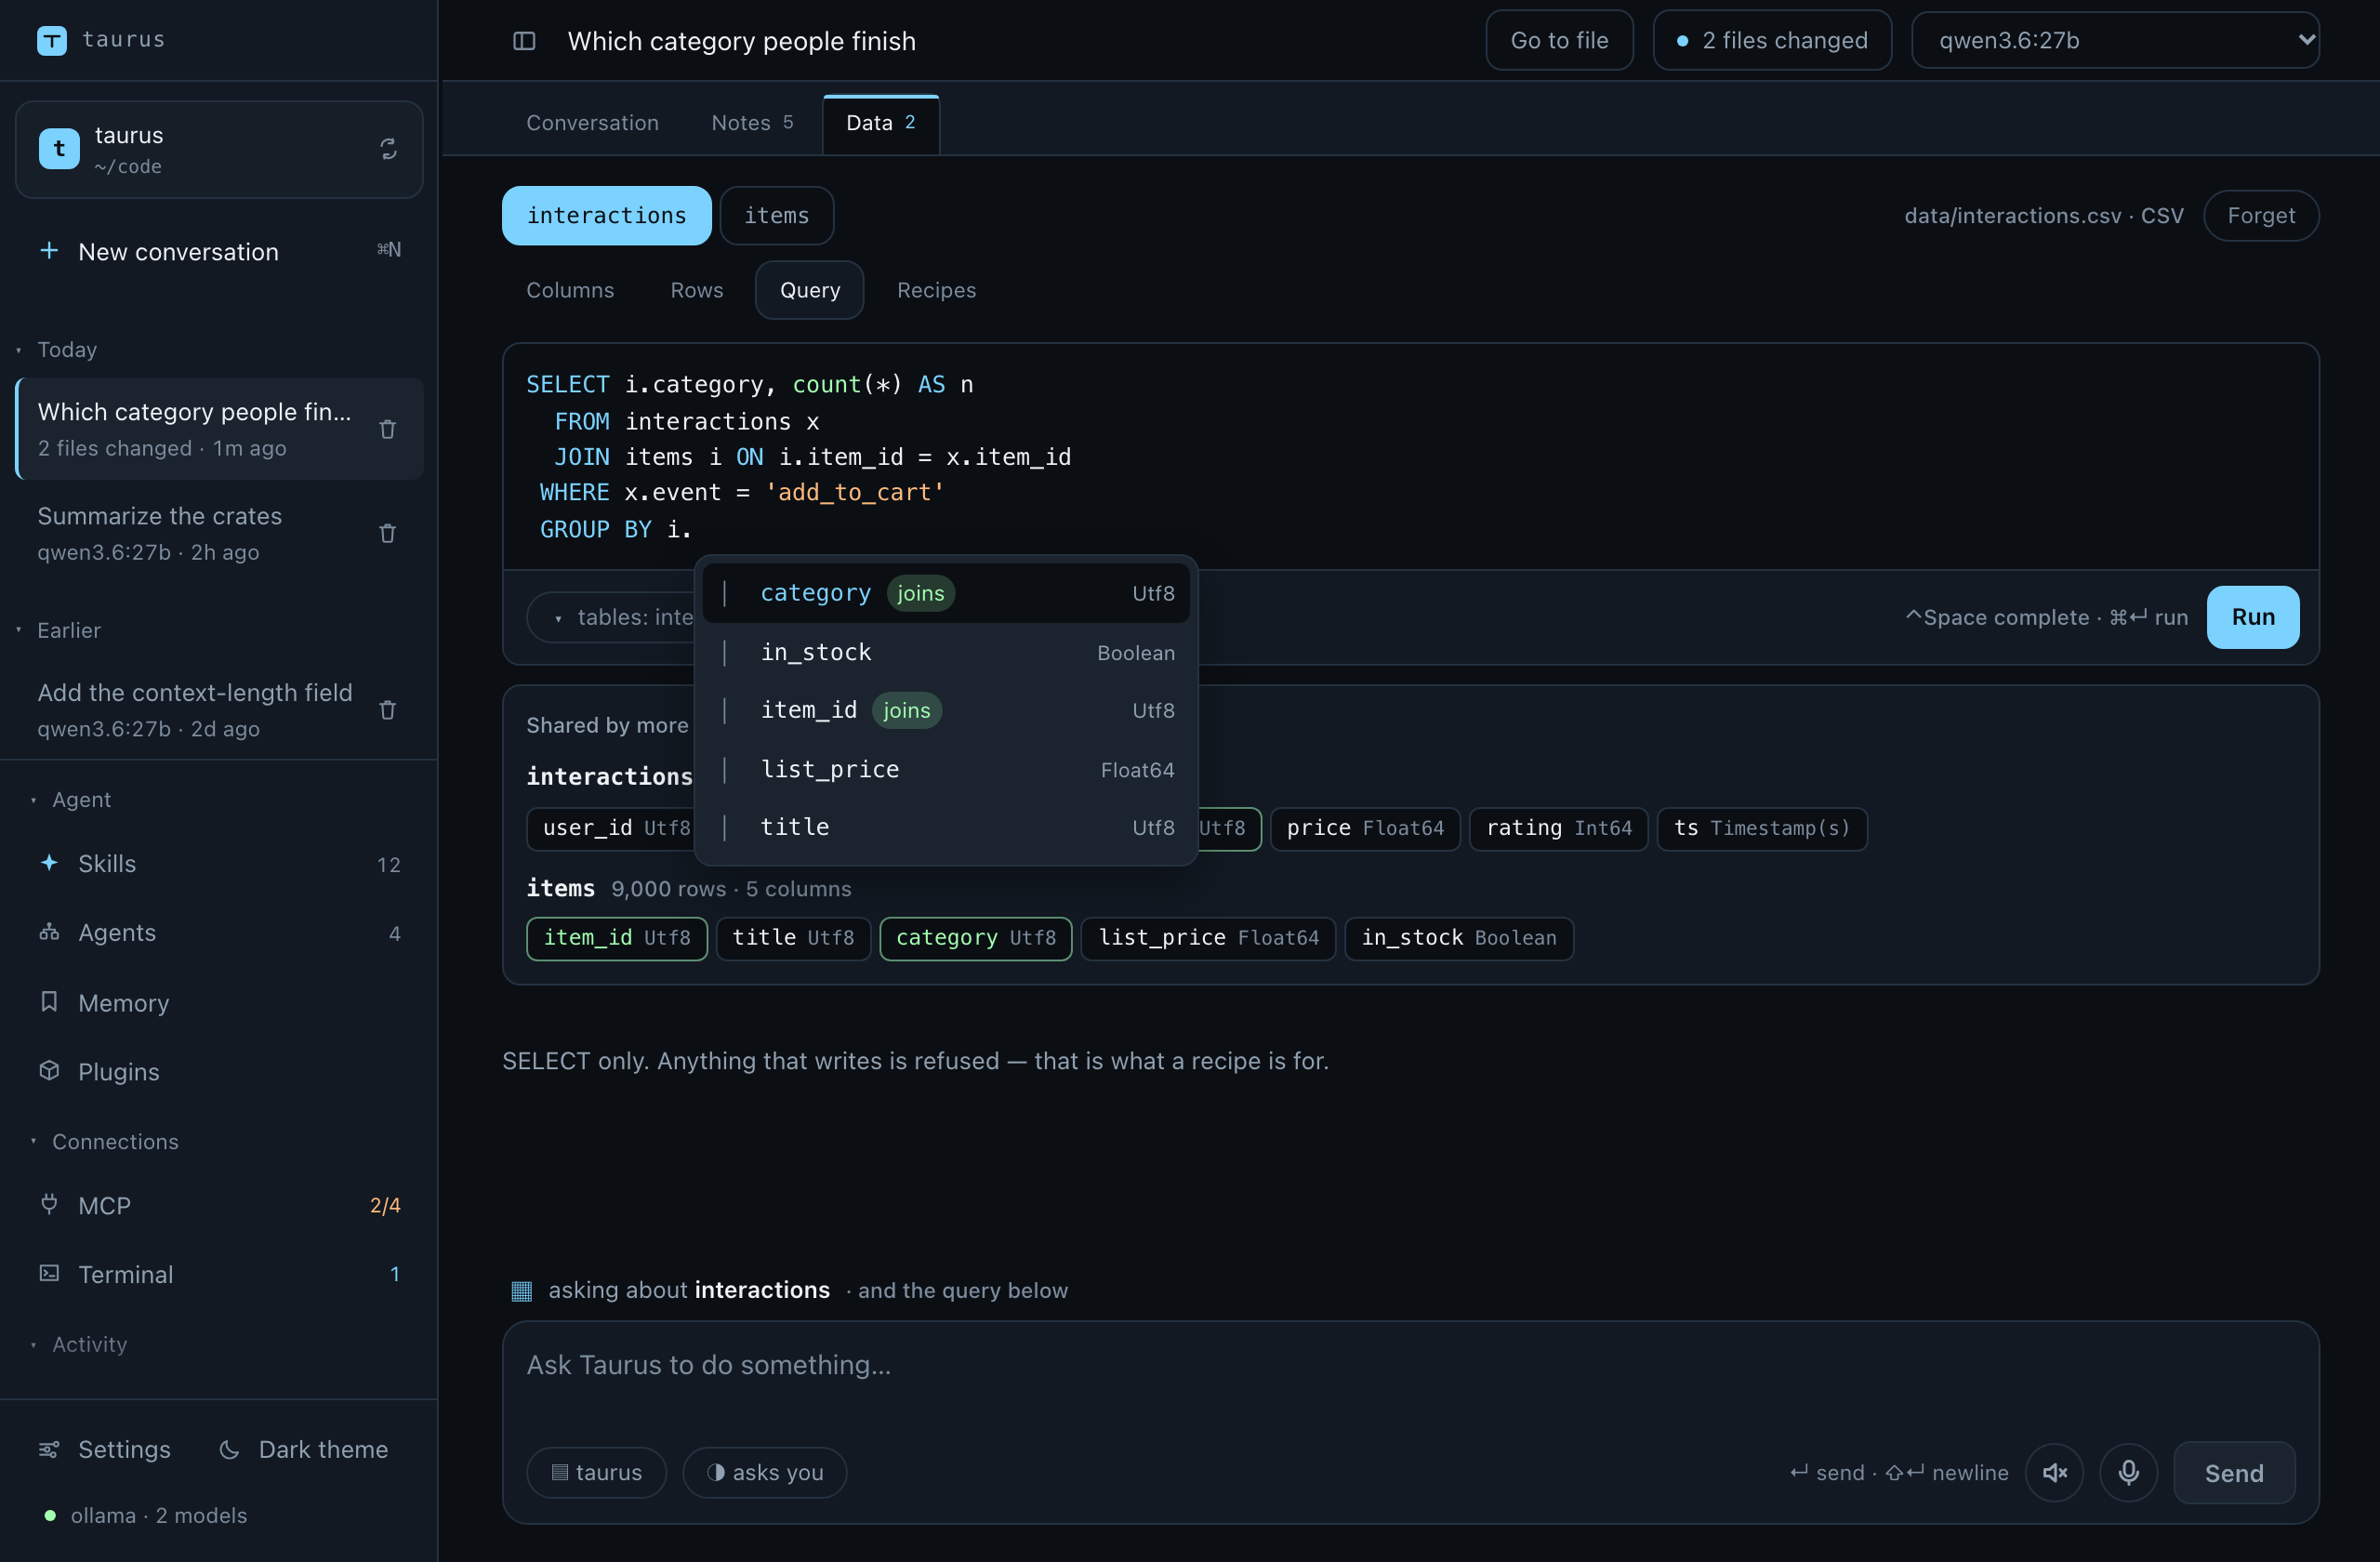 taurus
t taurus
~/code
New conversation ⌘N
Today
Which category people fin...
2 files changed · 1m ago
Summarize the crates
qwen3.6:27b · 2h ago
Earlier
Add the context-length field
qwen3.6:27b · 2d ago
Agent
Skills 12
Agents 4
Memory
Plugins
Connections
MCP 2/4
Terminal 1
Activity
Settings Dark theme
ollama · 2 models
Which category people finish
Go to file
2 files changed
qwen3.6:27b
Conversation Notes 5 Data 2
interactions items
data/interactions.csv · CSV Forget
Columns Rows Query Recipes
SELECT i.category, count(*) AS n
FROM interactions x
JOIN items i ON i.item_id = x.item_id
WHERE x.event = 'add_to_cart'
GROUP BY i.
category joins Utf8
in_stock Boolean
item_id joins Utf8
list_price Float64
title Utf8
tables: inte
^Space complete · ⌘↵ run Run
Shared by more
interactions
user_id Utf8 Utf8 price Float64 rating Int64 ts Timestamp(s)
items 9,000 rows · 5 columns
item_id Utf8 title Utf8 category Utf8 list_price Float64 in_stock Boolean
SELECT only. Anything that writes is refused — that is what a recipe is for.
asking about interactions · and the query below
Ask Taurus to do something...
taurus asks you
↵ send · ⇧↵ newline Send